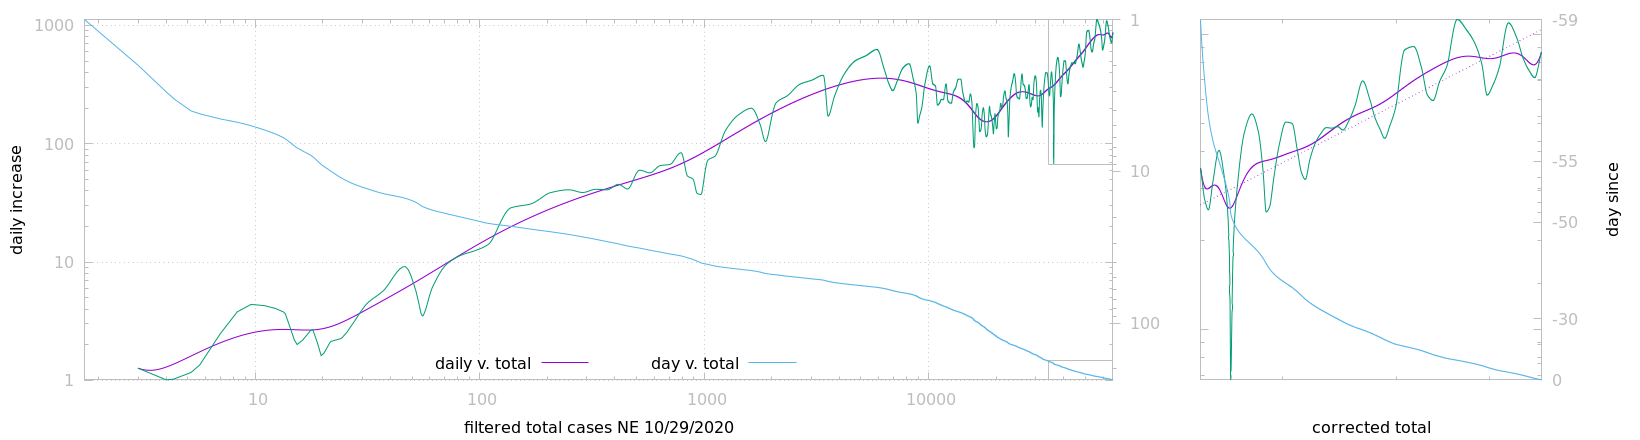 1000
100
10
1
daily increase
10
100
1000
10000
filtered total cases NE 10/29/2020
daily v. total
day v. total
1
10
100
-59
-55
-50
-30
0
day since
corrected total